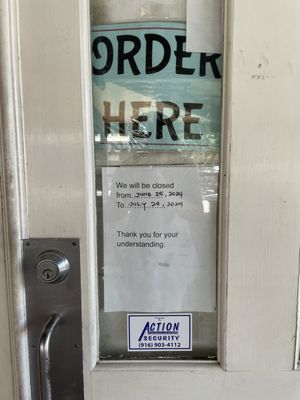 ORDER
HERE
We will be closed
from. JUNE 25, 2024
To. JULY 24, 2024
Thank you for your
understanding.
ACTION
SECURITY
(916) 903-4112